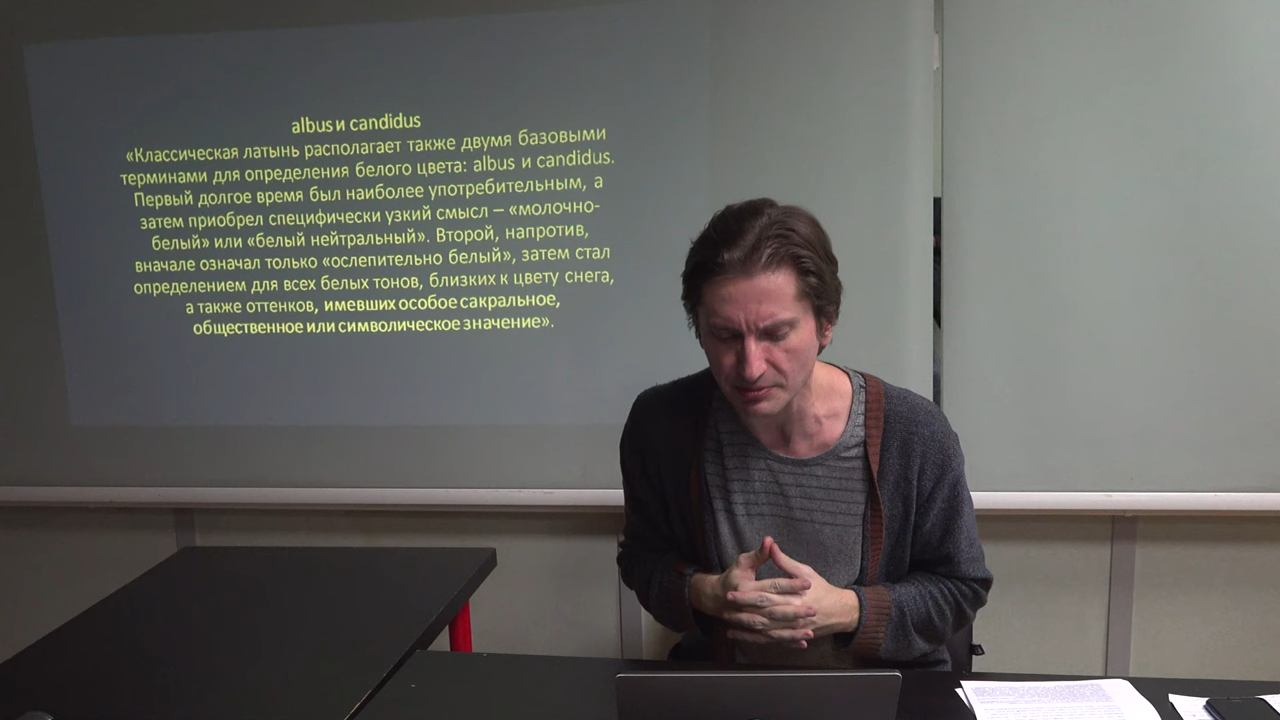 albus и candidus
«Классическая латынь располагает также двумя базовыми
терминами для определения белого цвета: albus и candidus.
Первый долгое время был наиболее употребительным, а
затем приобрел специфически узкий смысл – «молочно-
белый» или «белый нейтральный». Второй, напротив,
вначале означал только «ослепительно белый», затем стал
определением для всех белых тонов, близких к цвету снега,
а также оттенков, имевших особое сакральное,
общественное или символическое значение».